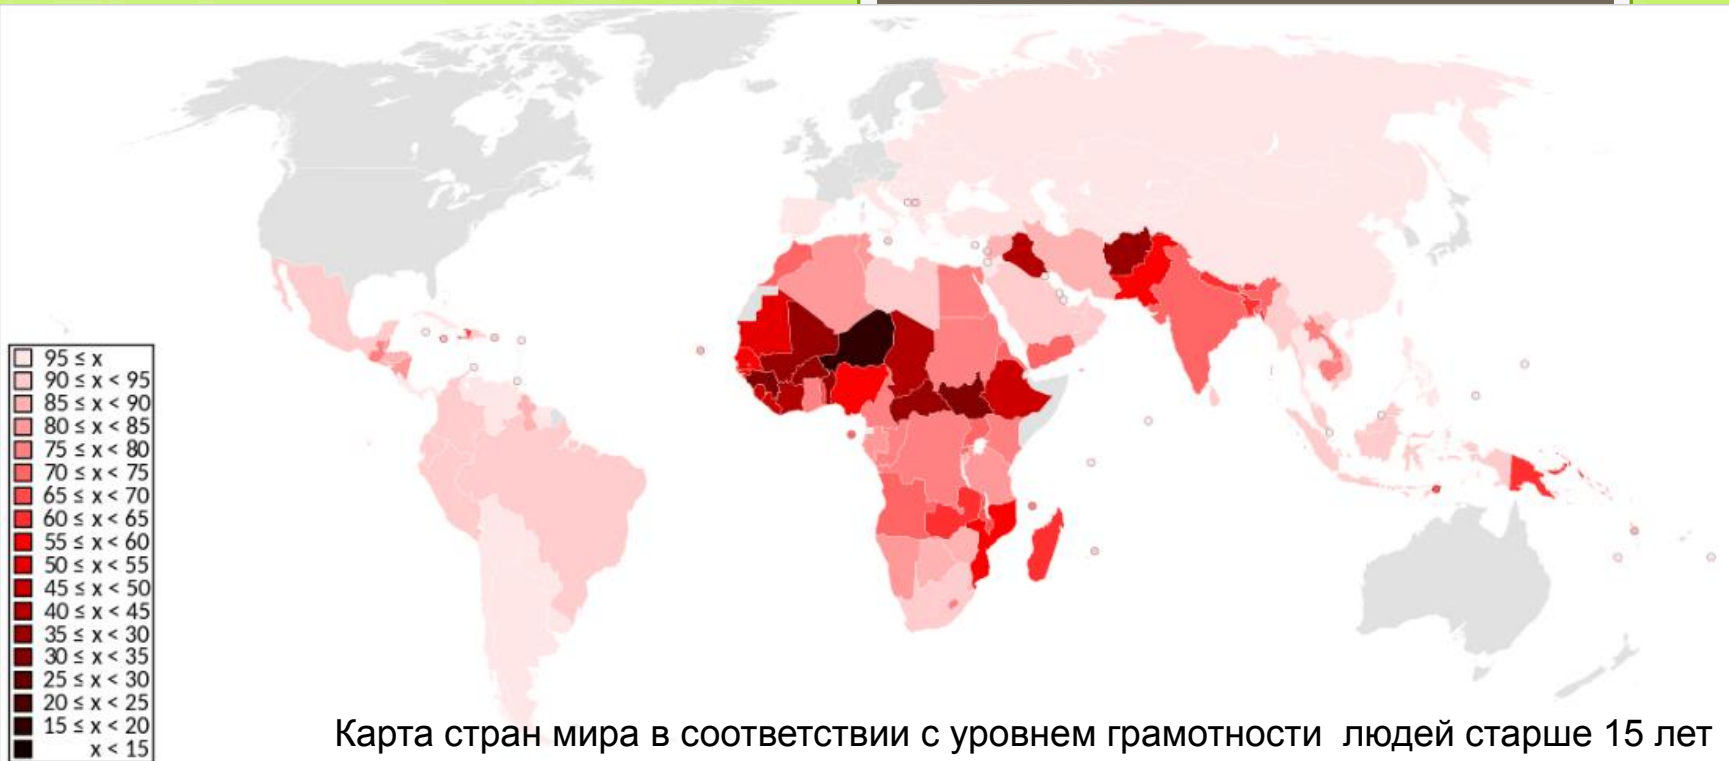 95 ≤ x
90 ≤ x < 95
85 ≤ x < 90
80 ≤ x < 85
75 ≤ x < 80
70 ≤ x < 75
65 ≤ x < 70
60 ≤ x < 65
55 ≤ x < 60
50 ≤ x < 55
45 ≤ x < 50
40 ≤ x < 45
35 ≤ x < 30
30 ≤ x < 35
25 ≤ x < 30
20 ≤ x < 25
15 ≤ x < 20
x < 15
Карта стран мира в соответствии с уровнем грамотности людей старше 15 лет